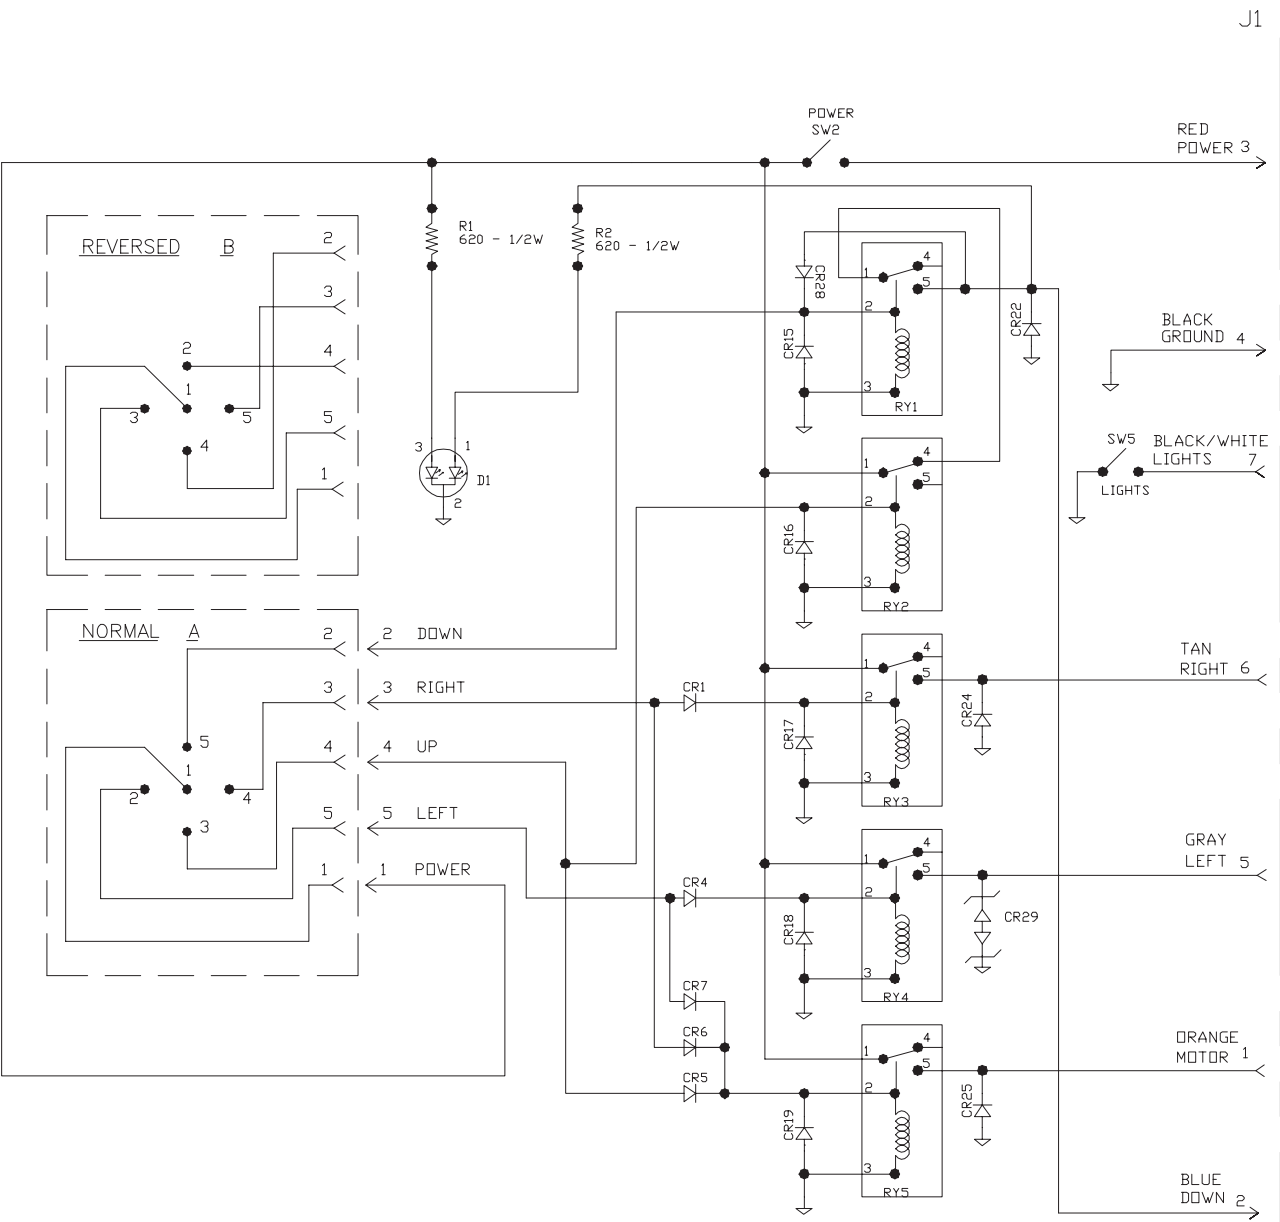 J1
POWER
SW2
RED
POWER 3
REVERSED B
2
3
4
5
1
2
1
3
5
4
R1
620 - 1/2W
R2
620 - 1/2W
3
1
D1
2
CR28
CR15
1
4
5
2
3
RY1
CR22
BLACK
GROUND 4
SW5
LIGHTS
BLACK/WHITE
LIGHTS 7
CR16
1
4
5
2
3
RY2
NORMAL A
2
3
4
5
1
5
1
2
4
3
2 DOWN
3 RIGHT
4 UP
5 LEFT
1 POWER
CR1
CR17
1
4
5
2
3
RY3
CR24
TAN
RIGHT 6
CR4
CR18
1
4
5
2
3
RY4
CR29
GRAY
LEFT 5
CR7
CR6
CR5
CR19
1
4
5
2
3
RY5
CR25
ORANGE
MOTOR 1
BLUE
DOWN 2